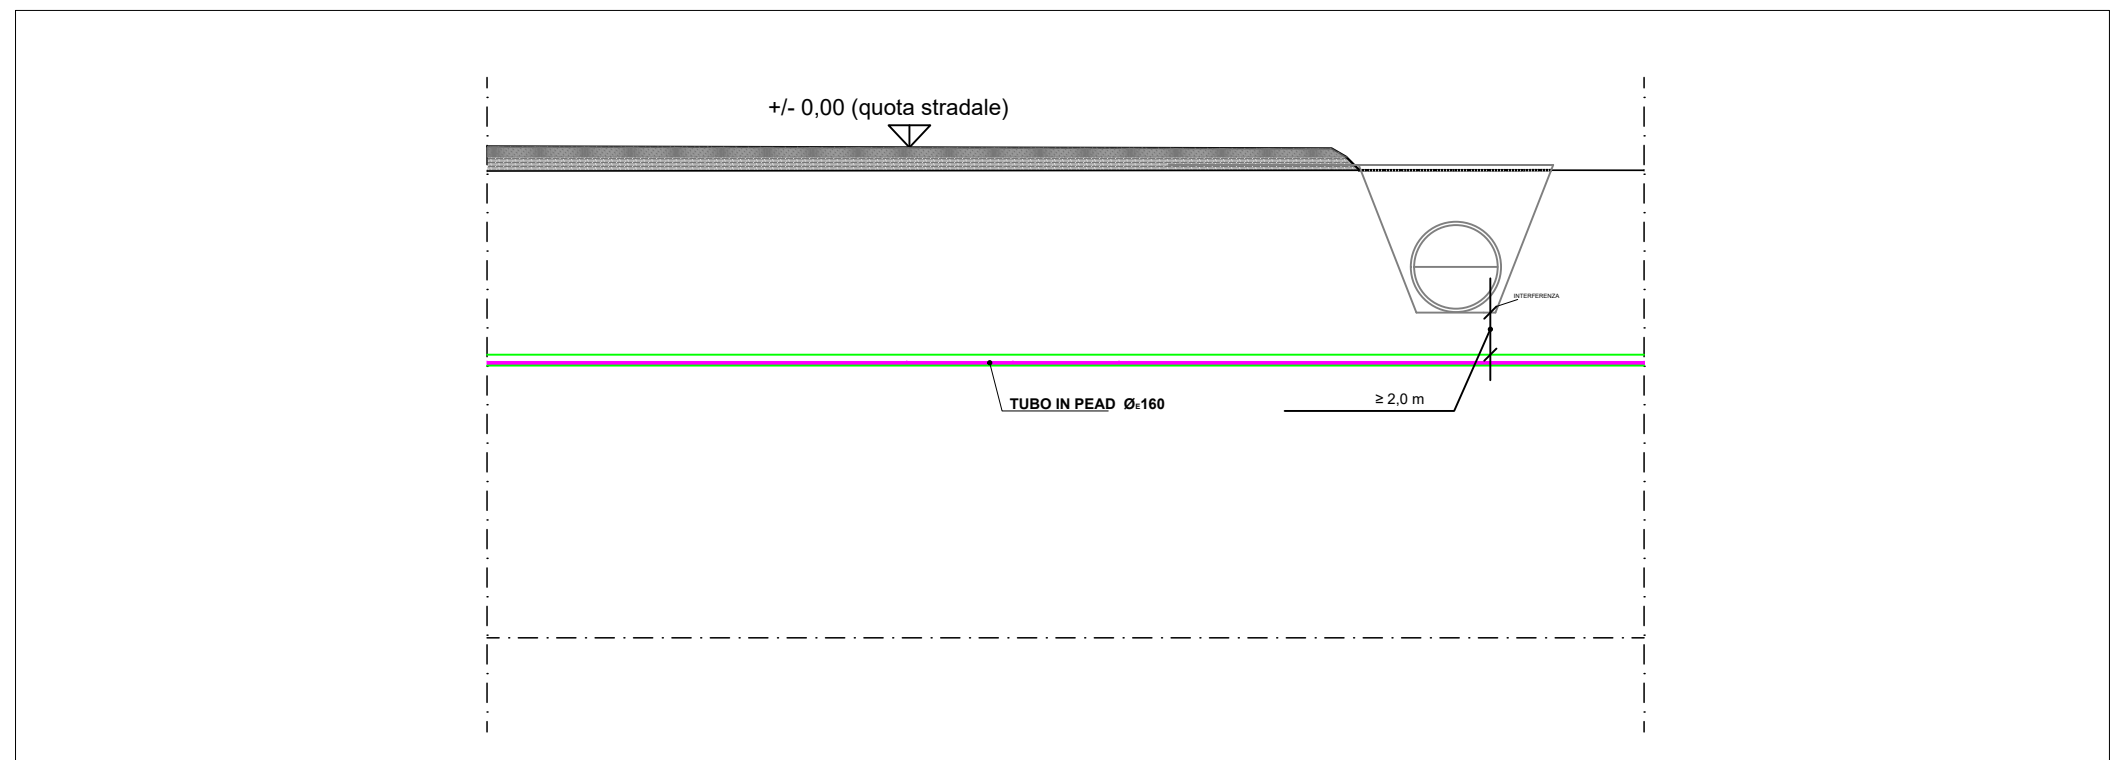 +/- 0,00 (quota stradale)
INTERFERENZA
TUBO IN PEAD ØE160
≥ 2,0 m